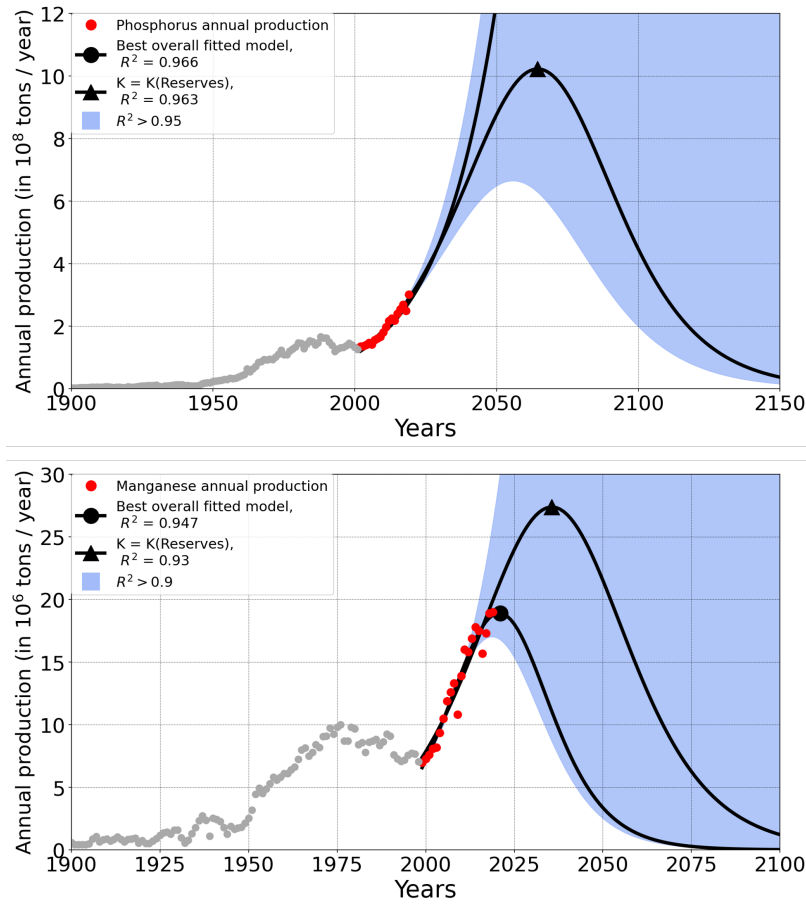 Annual production (in 10⁸ tons / year)
12
10
8
6
4
2
0
Phosphorus annual production
Best overall fitted model,
R² = 0.966
K = K(Reserves),
R² = 0.963
R² > 0.95
1900 1950 2000 2050 2100 2150
Years
Annual production (in 10⁶ tons / year)
30
25
20
15
10
5
0
Manganese annual production
Best overall fitted model,
R² = 0.947
K = K(Reserves),
R² = 0.93
R² > 0.9
1900 1925 1950 1975 2000 2025 2050 2075 2100
Years